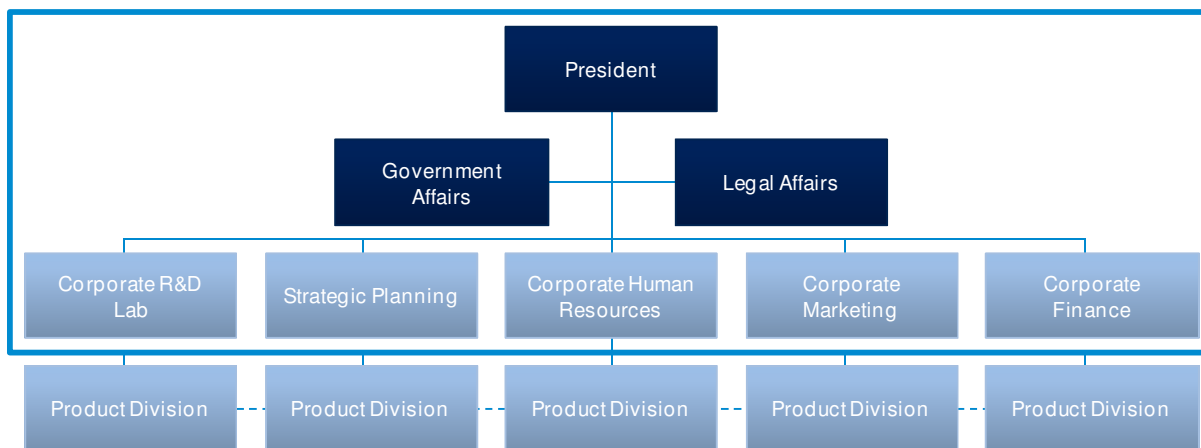 President
Government
Affairs
Legal Affairs
Corporate R&D
Lab
Strategic Planning
Corporate Human
Resources
Corporate
Marketing
Corporate
Finance
Product Division
Product Division
Product Division
Product Division
Product Division